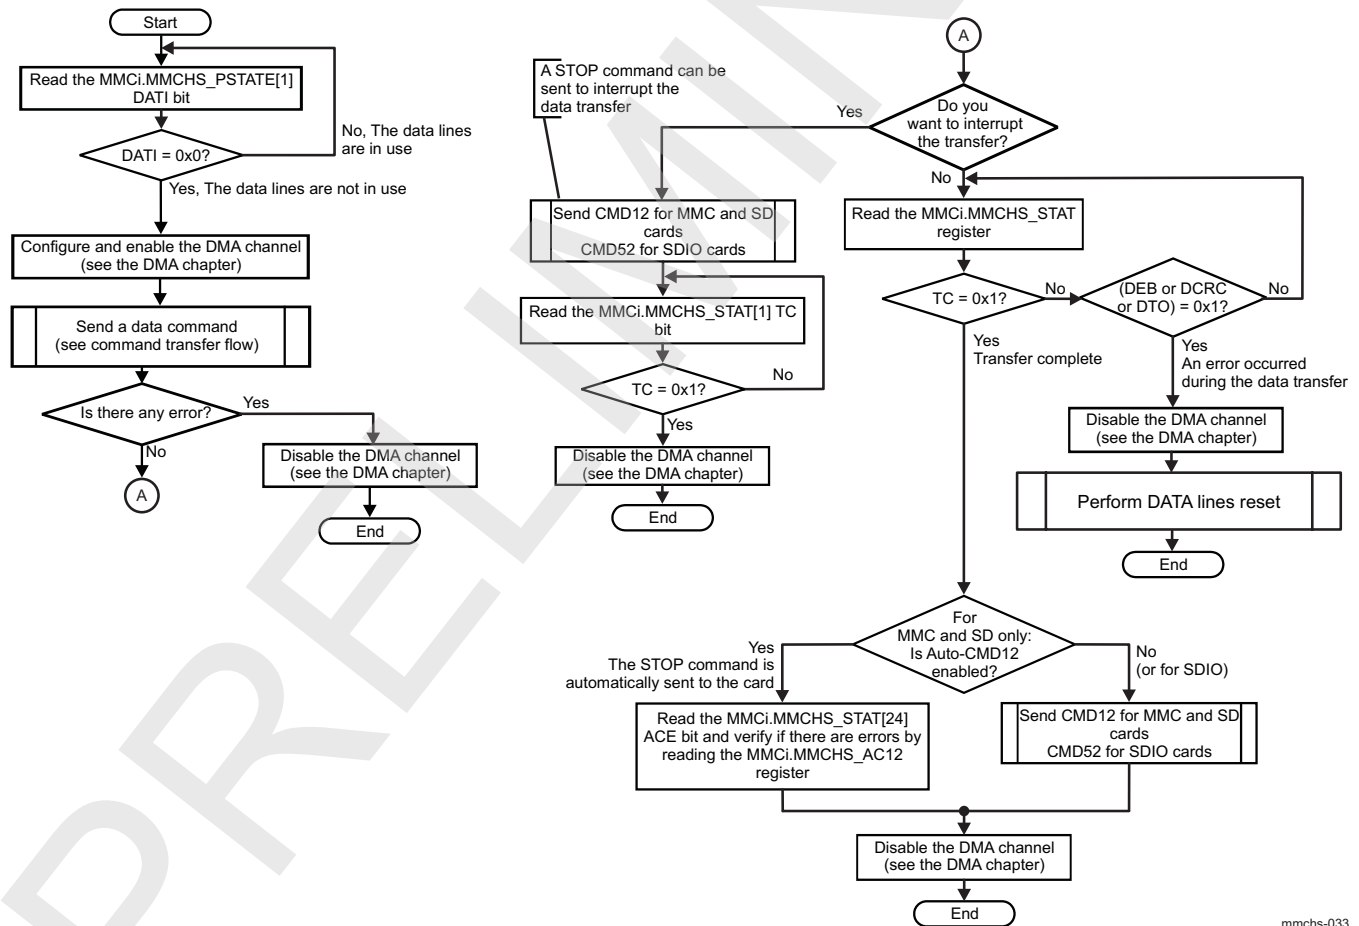 Start
Read the MMCi.MMCHS_PSTATE[1]
DATI bit
DATI = 0x0?
No, The data lines
are in use
Yes, The data lines are not in use
Configure and enable the DMA channel
(see the DMA chapter)
Send a data command
(see command transfer flow)
Is there any error?
Yes
No
A
Disable the DMA channel
(see the DMA chapter)
End
A
Do you
want to interrupt
the transfer?
Yes
No
A STOP command can be
sent to interrupt the
data transfer
Send CMD12 for MMC and SD
cards
CMD52 for SDIO cards
Read the MMCi.MMCHS_STAT[1] TC
bit
TC = 0x1?
No
Yes
Disable the DMA channel
(see the DMA chapter)
End
Read the MMCi.MMCHS_STAT
register
TC = 0x1?
No
Yes
Transfer complete
(DEB or DCRC
or DTO) = 0x1?
No
Yes
An error occurred
during the data transfer
Disable the DMA channel
(see the DMA chapter)
Perform DATA lines reset
End
For
MMC and SD only:
Is Auto-CMD12
enabled?
Yes
The STOP command is
automatically sent to the card
No
(or for SDIO)
Read the MMCi.MMCHS_STAT[24]
ACE bit and verify if there are errors by
reading the MMCi.MMCHS_AC12
register
Send CMD12 for MMC and SD
cards
CMD52 for SDIO cards
Disable the DMA channel
(see the DMA chapter)
End
mmchs-033
PRELIMIN